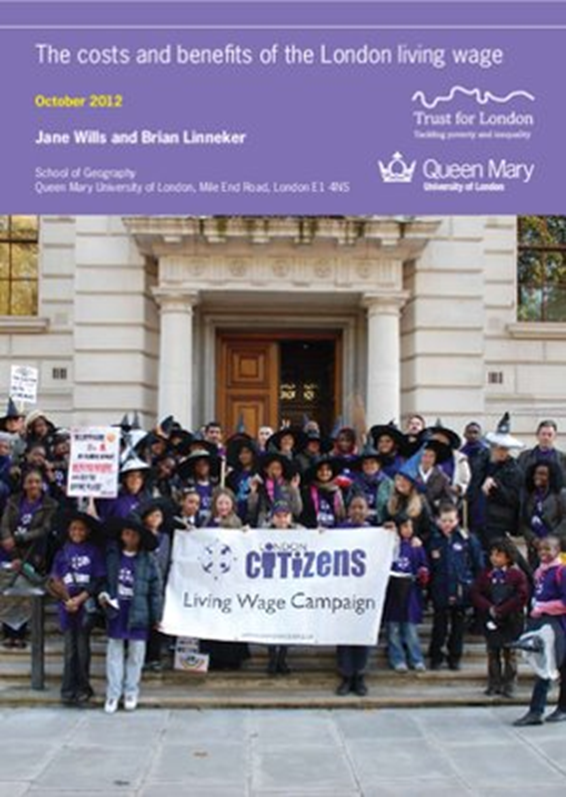 The costs and benefits of the London living wage
October 2012
Trust for London
Tackling poverty and inequality
Jane Wills and Brian Linneker
School of Geography
Queen Mary University of London, Mile End Road, London E1 4NS
Queen Mary
University of London
LONDON
CITIZENS
Living Wage Campaign